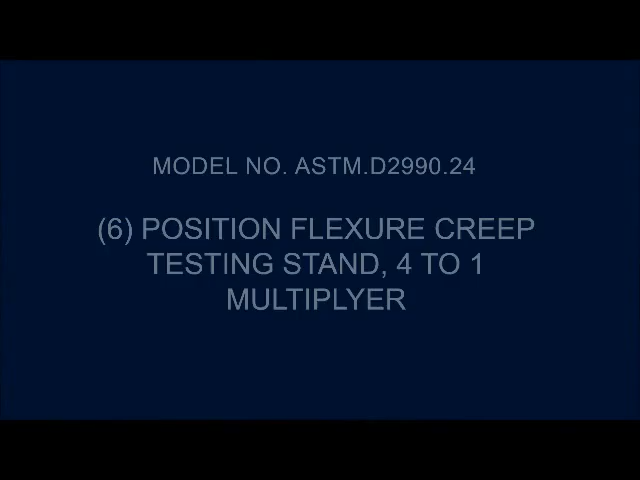 MODEL NO. ASTM.D2990.24
(6) POSITION FLEXURE CREEP
TESTING STAND, 4 TO 1
MULTIPLYER